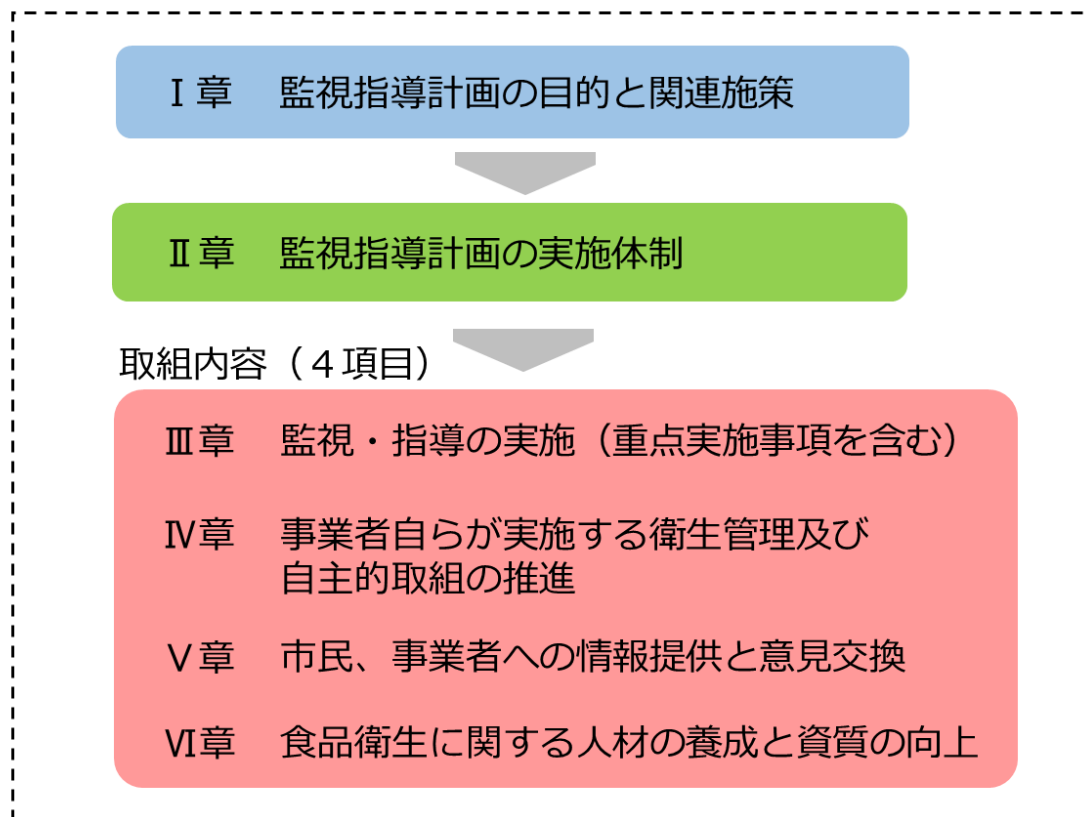 Ⅰ章 監視指導計画の目的と関連施策
Ⅱ章 監視指導計画の実施体制
取組内容（４項目）
Ⅲ章 監視・指導の実施（重点実施事項を含む）
Ⅳ章 事業者自らが実施する衛生管理及び
自主的取組の推進
Ⅴ章 市民、事業者への情報提供と意見交換
Ⅵ章 食品衛生に関する人材の養成と資質の向上